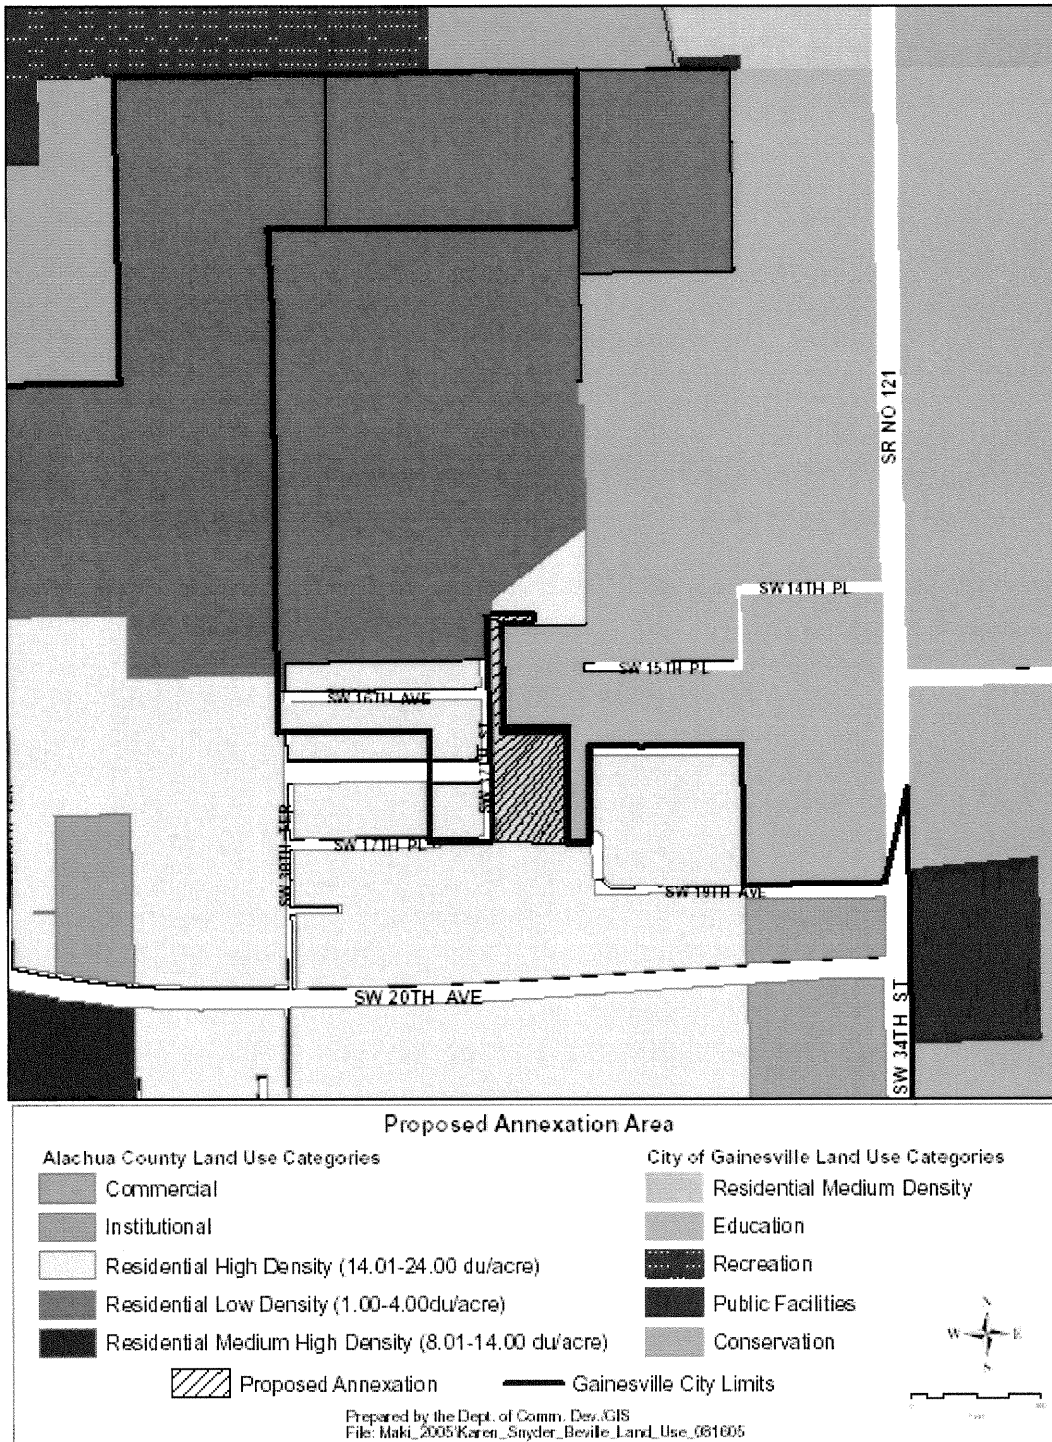 SR NO 121
SW 14TH PL
SW 15TH PL
SW 16TH AVE
SW 17TH ST
SW 38TH TER
SW 17TH PL
SW 19TH AVE
SW 20TH AVE
SW 34TH ST
Proposed Annexation Area
Alachua County Land Use Categories
Commercial
Institutional
Residential High Density (14.01-24.00 du/acre)
Residential Low Density (1.00-4.00du/acre)
Residential Medium High Density (8.01-14.00 du/acre)
City of Gainesville Land Use Categories
Residential Medium Density
Education
Recreation
Public Facilities
Conservation
N
W E
S
Proposed Annexation
Gainesville City Limits
Prepared by the Dept. of Comm. Dev./GIS
File: Maki_2005\Karen_Snyder_Beville_Land_Use_081605